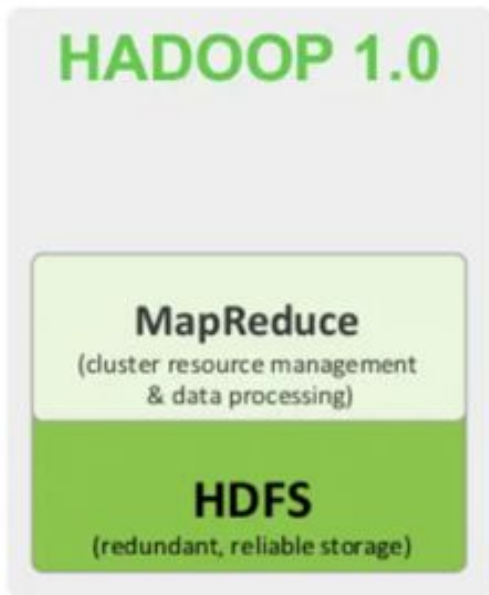 HADOOP 1.0
MapReduce
(cluster resource management
& data processing)
HDFS
(redundant, reliable storage)